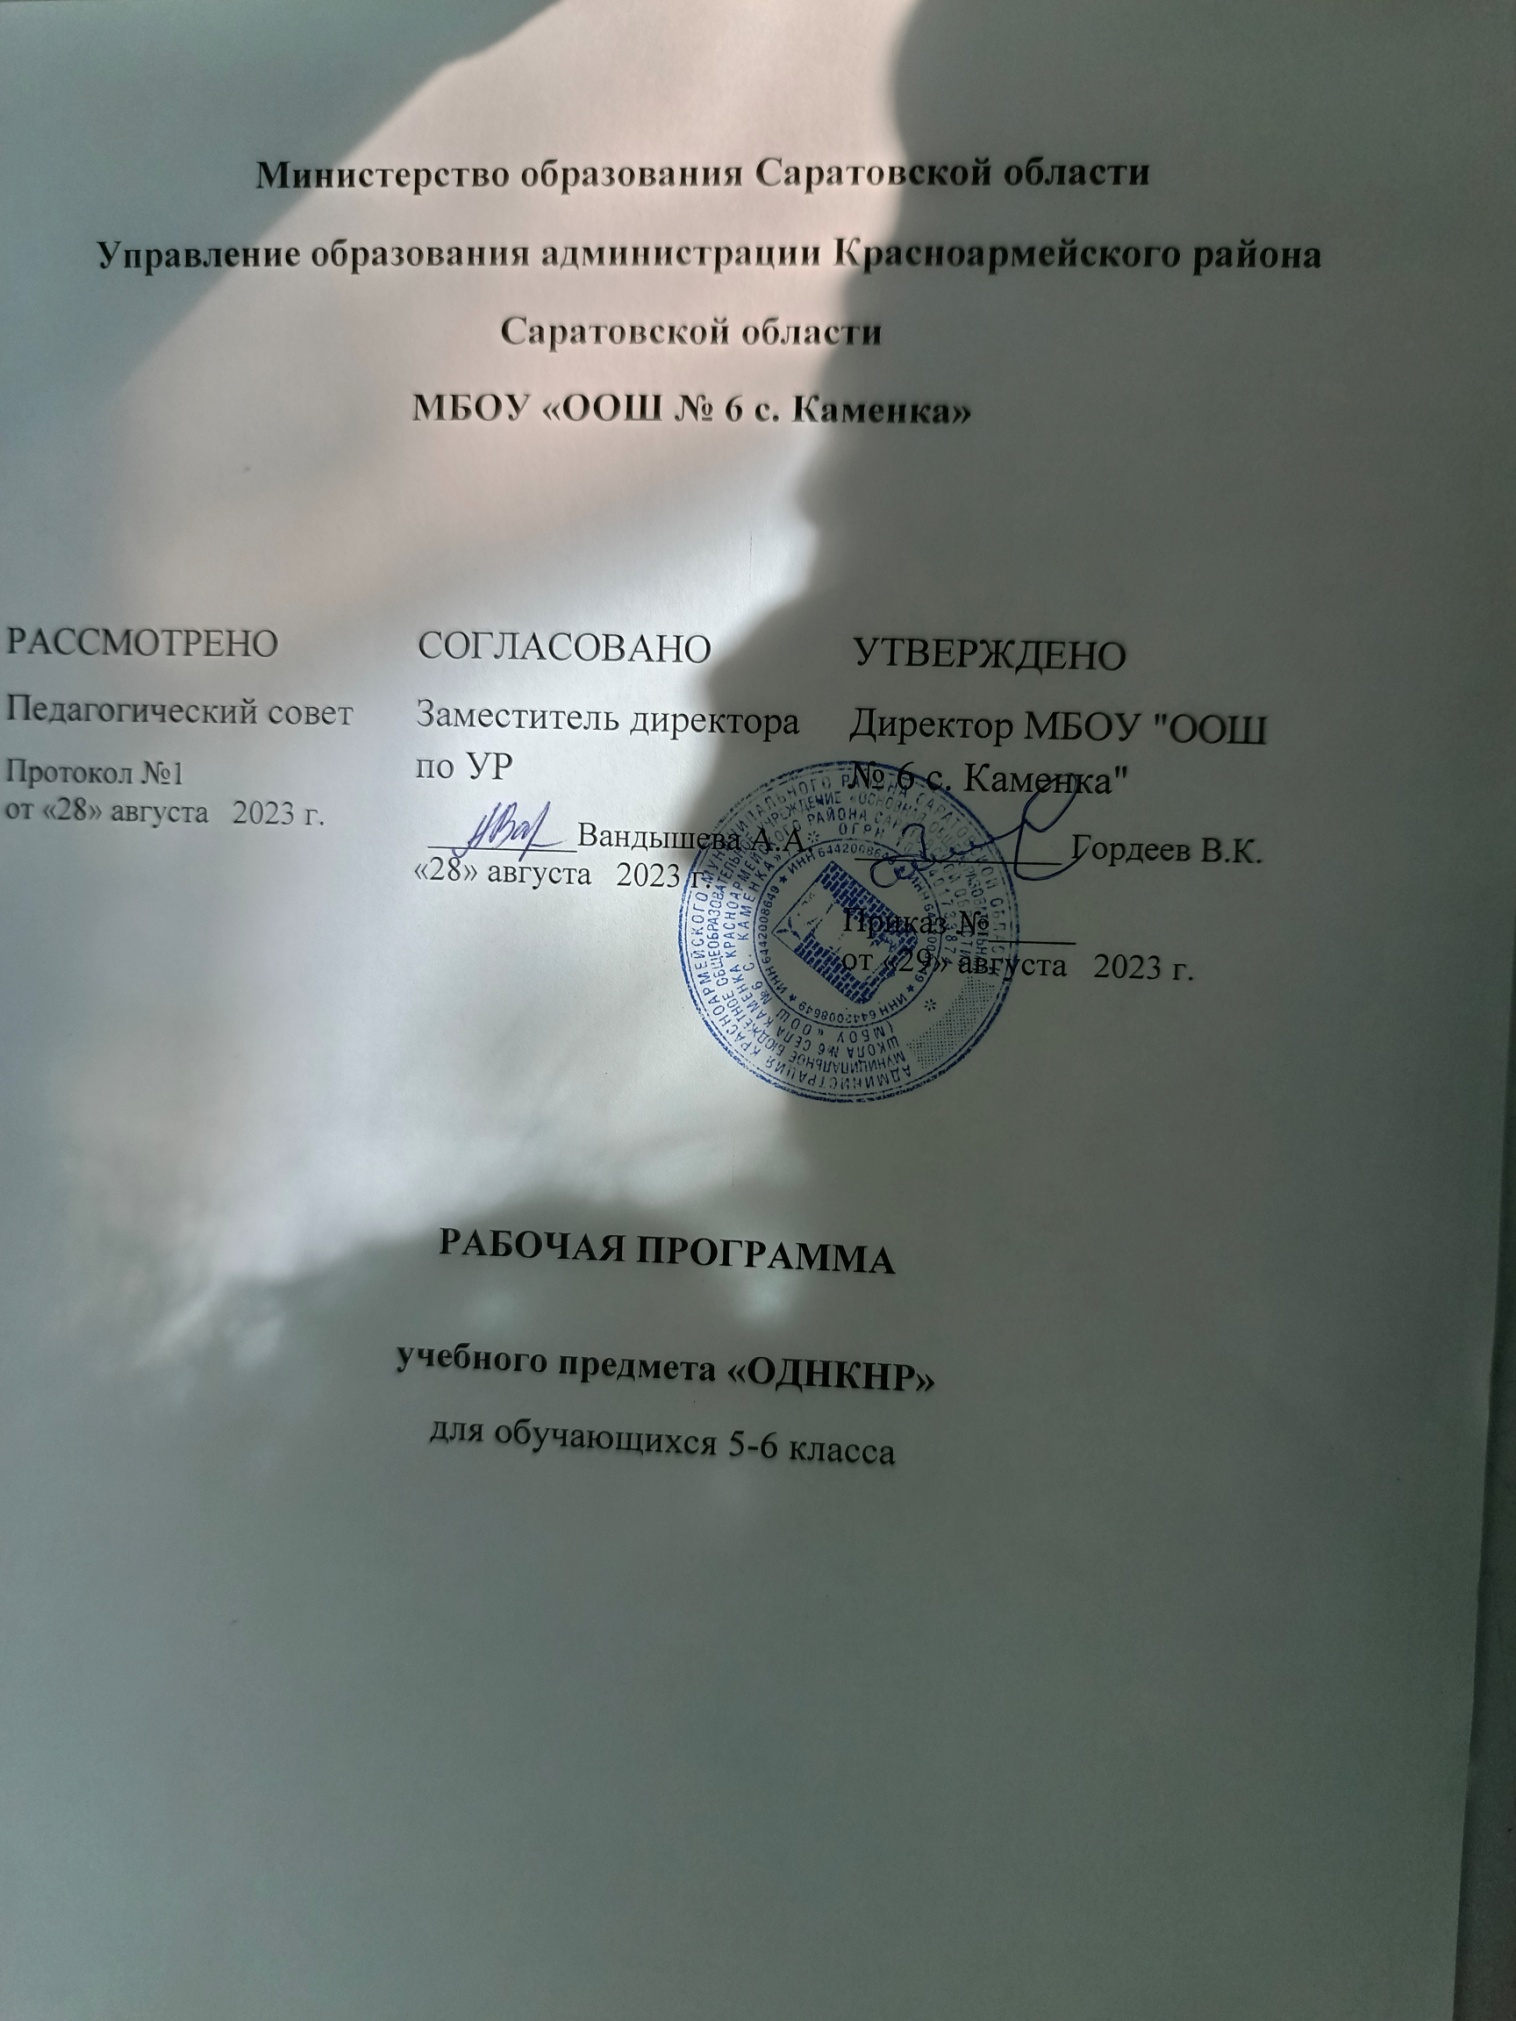 Министерство образования Саратовской области
Управление образования администрации Красноармейского района
Саратовской области
МБОУ «ООШ № 6 с. Каменка»
РАССМОТРЕНО
Педагогический совет
Протокол №1
от «28» августа 2023 г.
СОГЛАСОВАНО
Заместитель директора
по УР
Вандышева А.А.
«28» августа 2023 г.
УТВЕРЖДЕНО
Директор МБОУ "ООШ
№ 6 с. Каменка"
Гордеев В.К.
Приказ №
от «29» августа 2023 г.
ИНН 6442008649
РАБОЧАЯ ПРОГРАММА
учебного предмета «ОДНКНР»
для обучающихся 5-6 класса